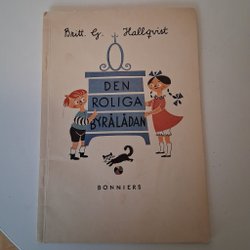 Britt G. Hallqvist
DEN
ROLIGA
BYRÅLÅDAN
BONNIERS